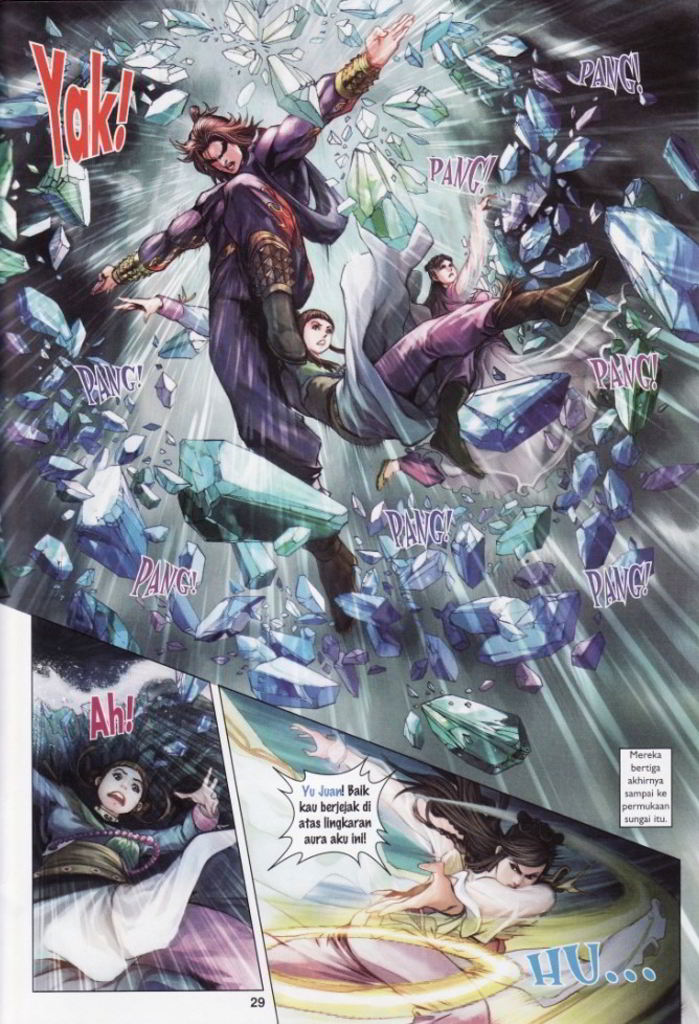 Yak!
PANG!
PANG!
PANG!
PANG!
PANG!
PANG!
PANG!
Mereka
bertiga
akhirnya
sampai ke
permukaan
sungai itu.
Ah!
Yu Juan! Baik
kau berjejak di
atas lingkaran
aura aku ini!
HU...
29